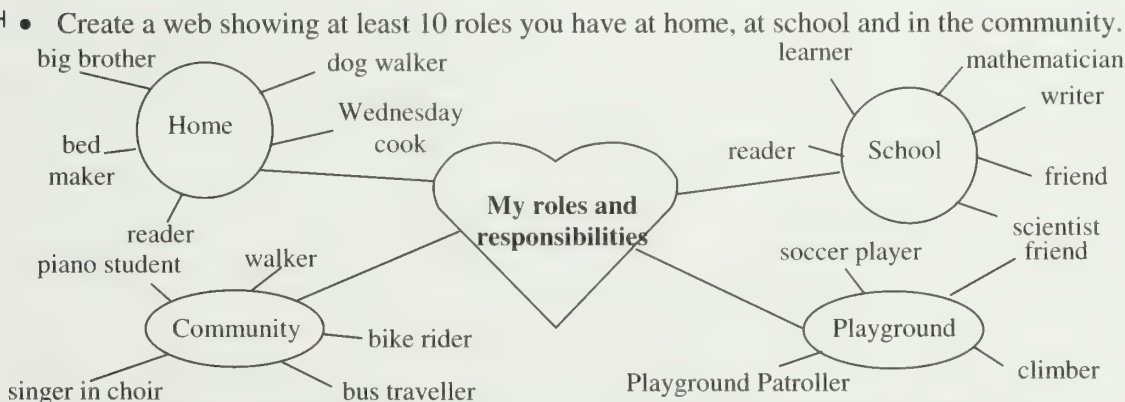 • Create a web showing at least 10 roles you have at home, at school and in the community.
big brother
dog walker
Home
Wednesday
cook
bed
maker
reader
learner
mathematician
writer
reader
School
friend
scientist
My roles and
responsibilities
piano student
walker
Community
bike rider
singer in choir
bus traveller
soccer player
friend
Playground
Playground Patroller
climber